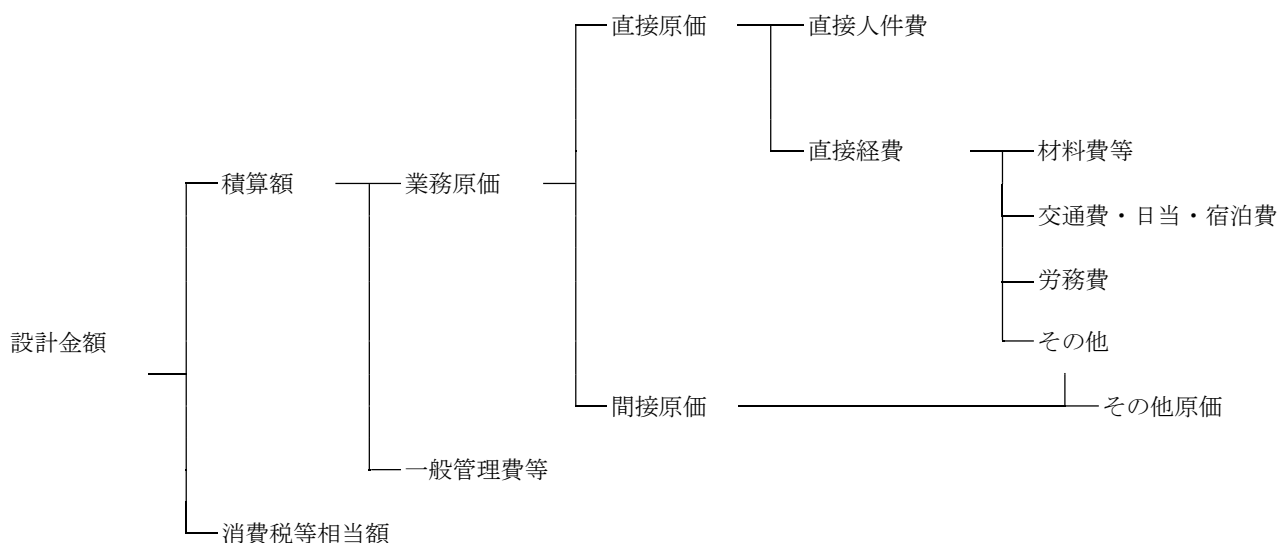 直接原価
直接人件費
直接経費
材料費等
積算額
業務原価
交通費・日当・宿泊費
労務費
設計金額
その他
間接原価
その他原価
一般管理費等
消費税等相当額